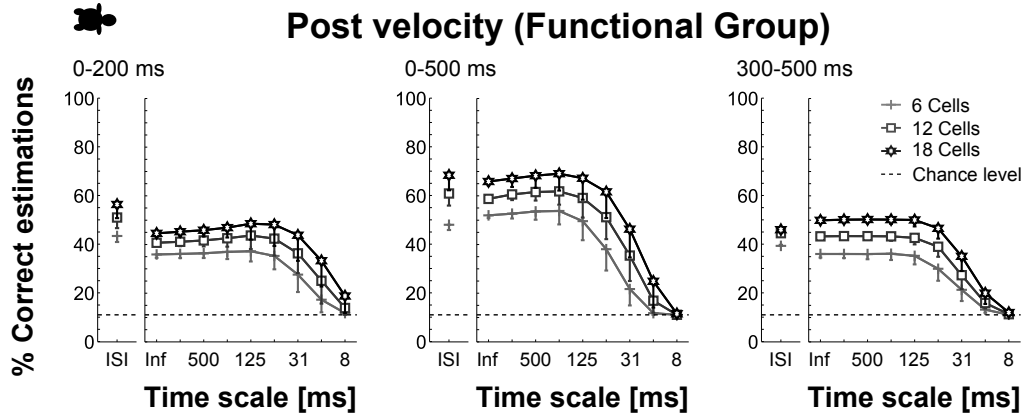 Post velocity (Functional Group)
0-200 ms
0-500 ms
300-500 ms
% Correct estimations
100
80
60
40
20
0
ISI
Inf 500 125 31 8
Time scale [ms]
100
80
60
40
20
0
ISI
Inf 500 125 31 8
Time scale [ms]
100
80
60
40
20
0
ISI
Inf 500 125 31 8
Time scale [ms]
6 Cells
12 Cells
18 Cells
Chance level